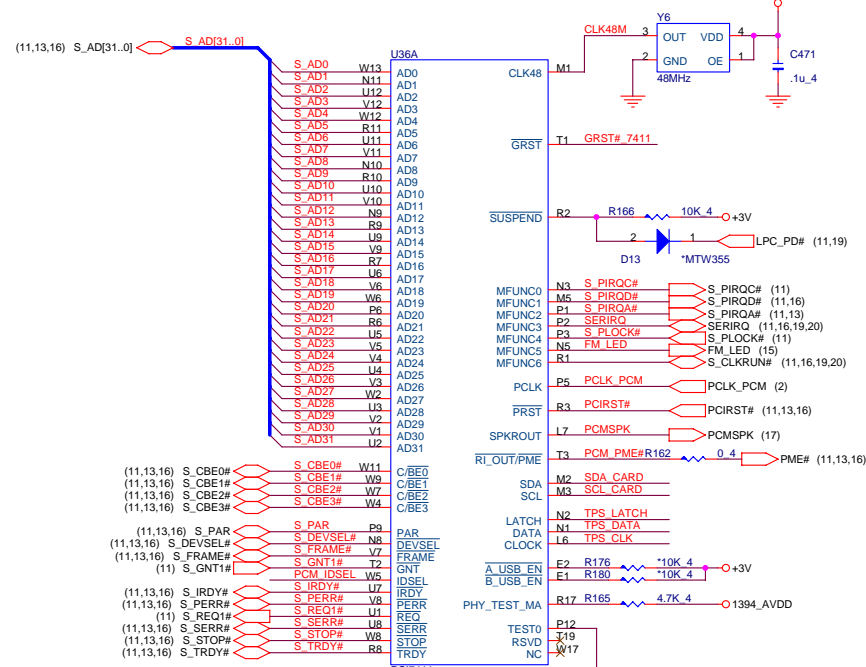 Y6
CLK48M 3 OUT VDD 4
2 GND OE 1
48MHz
C471
.1u_4
(11,13,16) S_AD[31..0] S_AD[31..0]
U36A
S_AD0 W13 AD0
S_AD1 N11 AD1
S_AD2 U12 AD2
S_AD3 V12 AD3
S_AD4 W12 AD4
S_AD5 R11 AD5
S_AD6 U11 AD6
S_AD7 V11 AD7
S_AD8 N10 AD8
S_AD9 R10 AD9
S_AD10 U10 AD10
S_AD11 V10 AD11
S_AD12 N9 AD12
S_AD13 R9 AD13
S_AD14 U9 AD14
S_AD15 V9 AD15
S_AD16 R7 AD16
S_AD17 U6 AD17
S_AD18 V6 AD18
S_AD19 W6 AD19
S_AD20 P6 AD20
S_AD21 R6 AD21
S_AD22 U5 AD22
S_AD23 V5 AD23
S_AD24 V4 AD24
S_AD25 U4 AD25
S_AD26 V3 AD26
S_AD27 W2 AD27
S_AD28 U3 AD28
S_AD29 V2 AD29
S_AD30 V1 AD30
S_AD31 U2 AD31
(11,13,16) S_CBE0# S_CBE0# W11 C/BE0
(11,13,16) S_CBE1# S_CBE1# W9 C/BE1
(11,13,16) S_CBE2# S_CBE2# W7 C/BE2
(11,13,16) S_CBE3# S_CBE3# W4 C/BE3
(11,13,16) S_PAR S_PAR P9 PAR
(11,13,16) S_DEVSEL# S_DEVSEL# N8 DEVSEL
(11,13,16) S_FRAME# S_FRAME# V7 FRAME
(11) S_GNT1# S_GNT1# T2 GNT
PCM_IDSEL W5 IDSEL
(11,13,16) S_IRDY# S_IRDY# U7 IRDY
(11,13,16) S_PERR# S_PERR# V8 PERR
(11) S_REQ1# S_REQ1# U1 REQ
(11,13,16) S_SERR# S_SERR# U8 SERR
(11,13,16) S_STOP# S_STOP# W8 STOP
(11,13,16) S_TRDY# S_TRDY# R8 TRDY
CLK48 M1
GRST T1 GRST#_7411
SUSPEND R2 R166 10K_4 +3V
2 1 LPC_PD# (11,19)
D13 *MTW355
MFUNC0 N3 S_PIRQC# S_PIRQC# (11)
MFUNC1 M5 S_PIRQD# S_PIRQD# (11,16)
MFUNC2 P1 S_PIRQA# S_PIRQA# (11,13)
MFUNC3 P2 SERIRQ SERIRQ (11,16,19,20)
MFUNC4 P3 S_PLOCK# S_PLOCK# (11)
MFUNC5 N5 FM_LED FM_LED (15)
MFUNC6 R1 S_CLKRUN# (11,16,19,20)
PCLK P5 PCLK_PCM PCLK_PCM (2)
PRST R3 PCIRST# PCIRST# (11,13,16)
SPKROUT L7 PCMSPK PCMSPK (17)
RI_OUT/PME T3 PCM_PME# R162 0_4 PME# (11,13,16)
SDA M2 SDA_CARD
SCL M3 SCL_CARD
LATCH N2 TPS_LATCH
DATA N1 TPS_DATA
CLOCK L6 TPS_CLK
A_USB_EN E2 R176 *10K_4 +3V
B_USB_EN E1 R180 *10K_4
PHY_TEST_MA R17 R165 4.7K_4 1394_AVDD
TEST0 P12
RSVD T19
NC W17